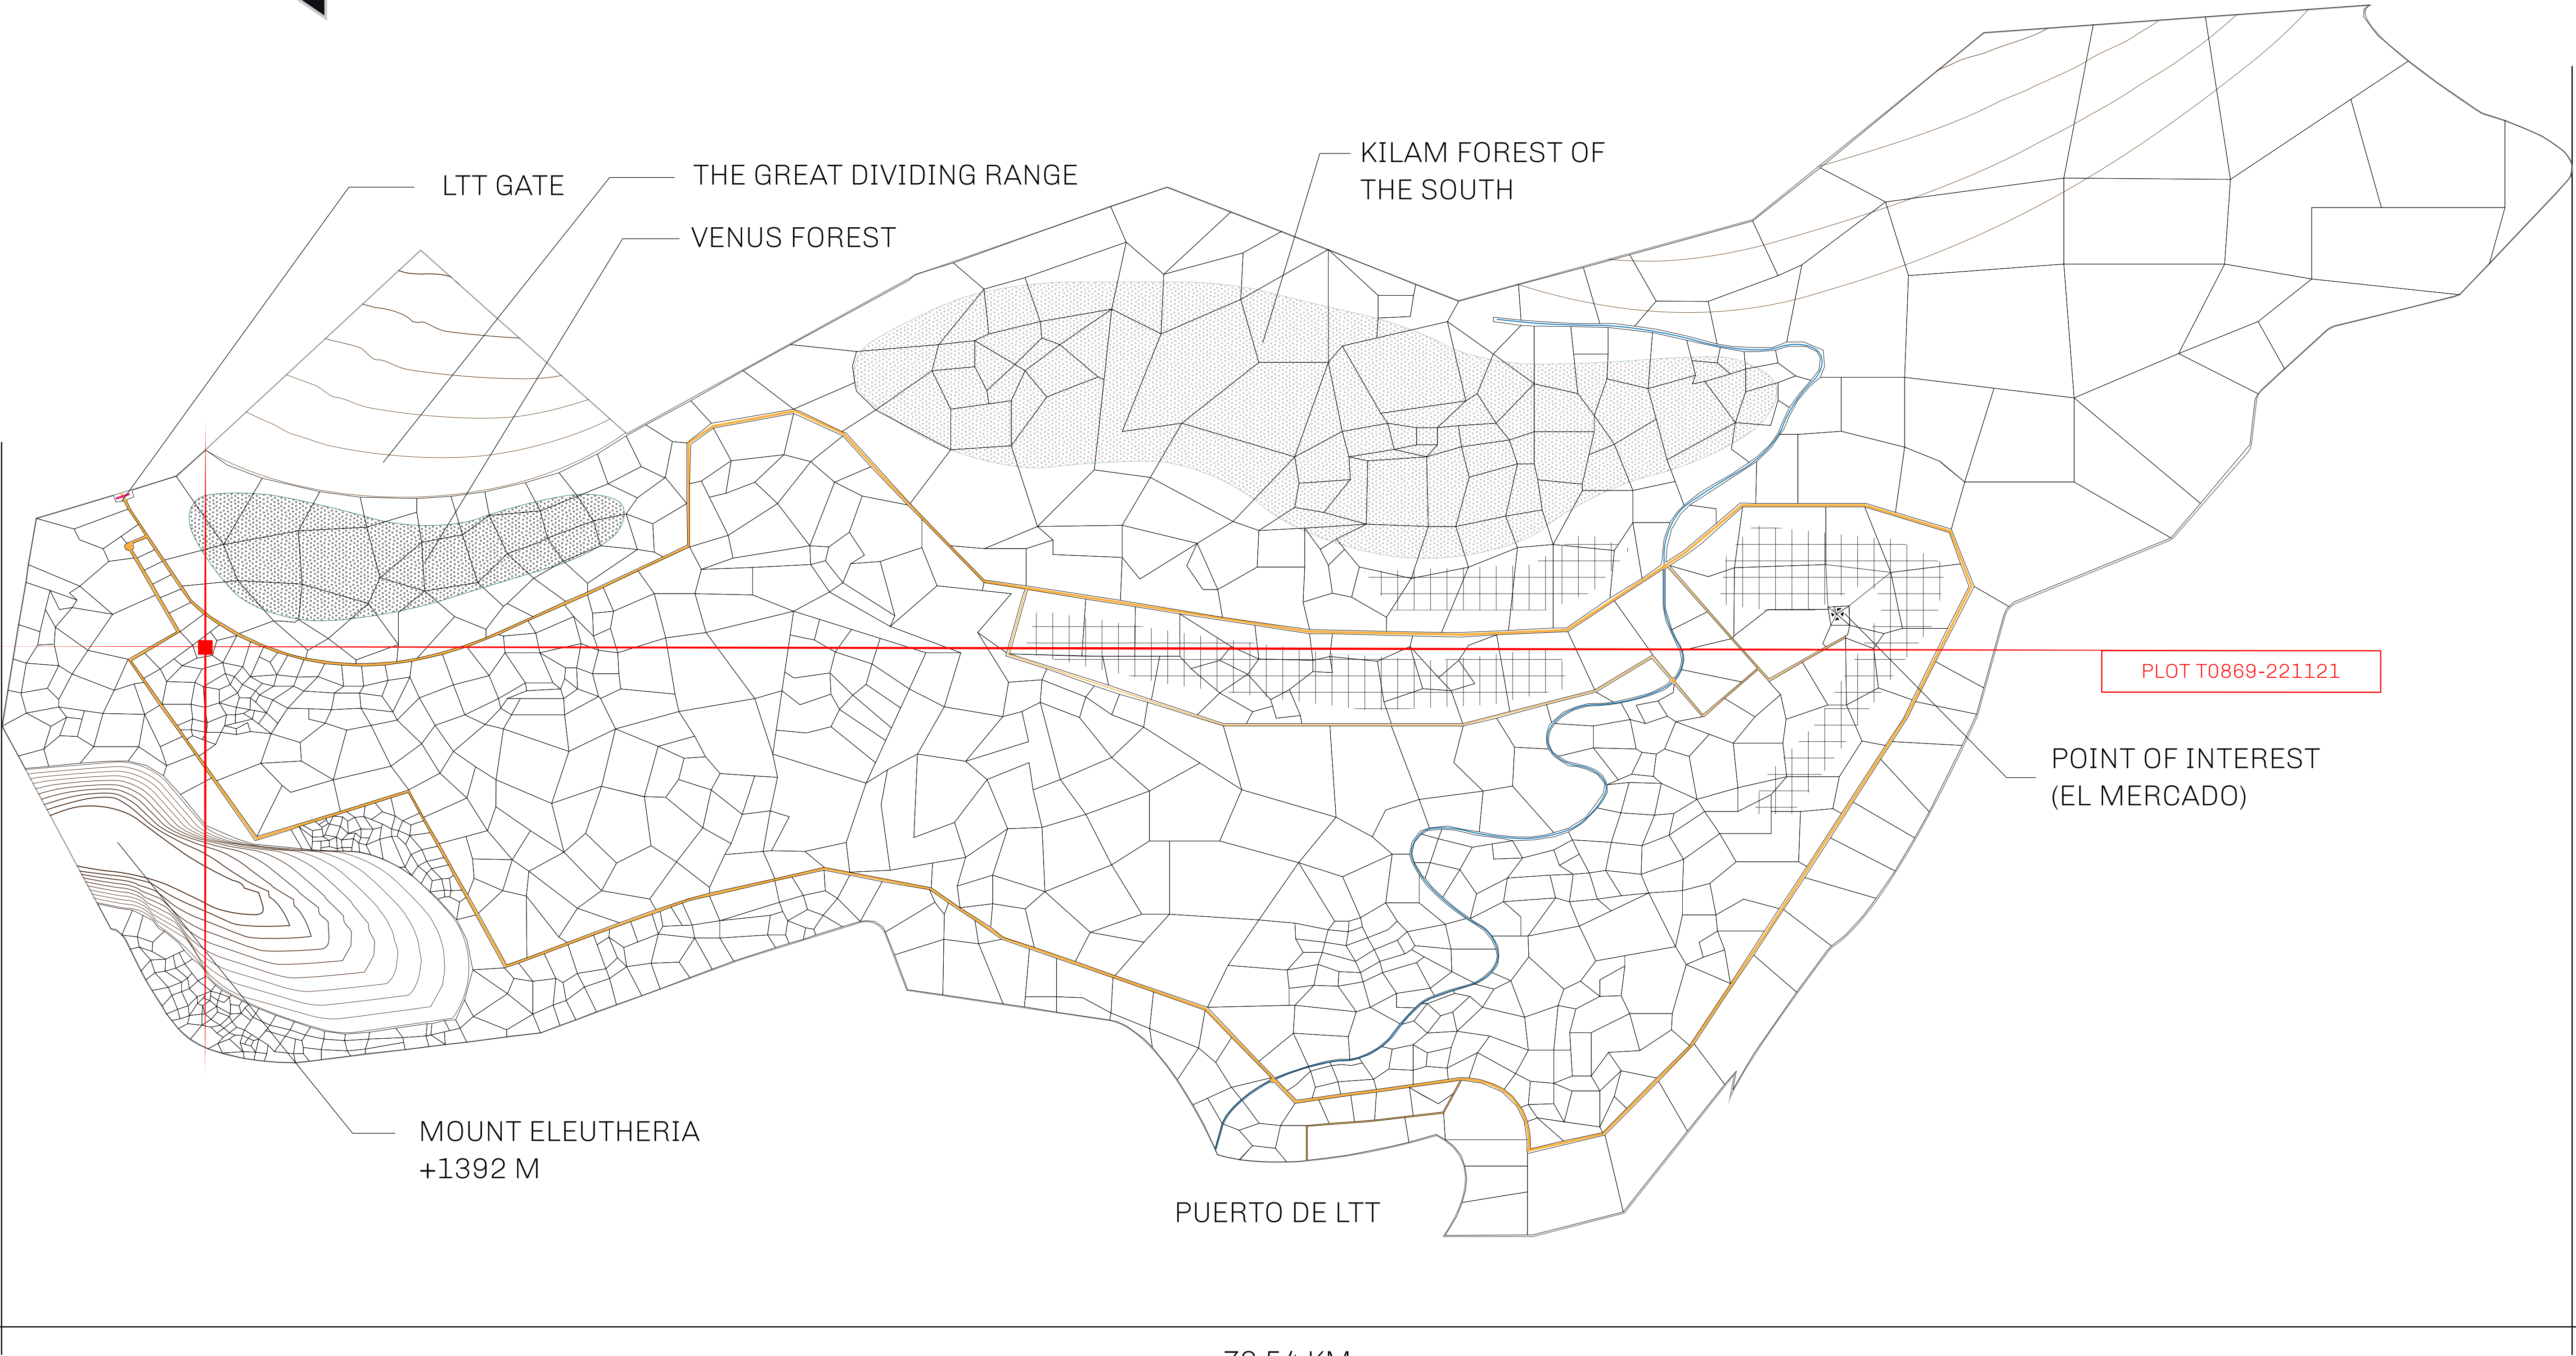 KILAM FOREST OF
THE SOUTH
THE GREAT DIVIDING RANGE
LTT GATE
VENUS FOREST
PLOT T0869-221121
POINT OF INTEREST
(EL MERCADO)
MOUNT ELEUTHERIA
+1392 M
PUERTO DE LTT